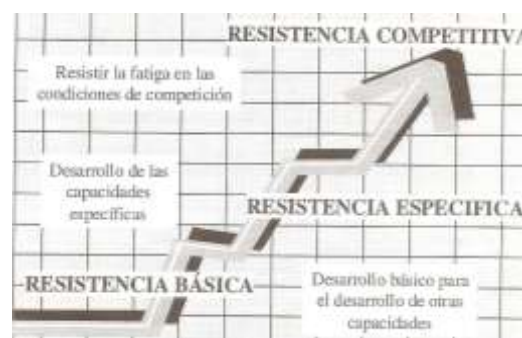 RESISTENCIA COMPETITIVA
Resistir la fatiga en las
condiciones de competición
Desarrollo de las
capacidades
específicas
RESISTENCIA ESPECIFICA
RESISTENCIA BÁSICA
Desarrollo básico para
el desarrollo de otras
capacidades